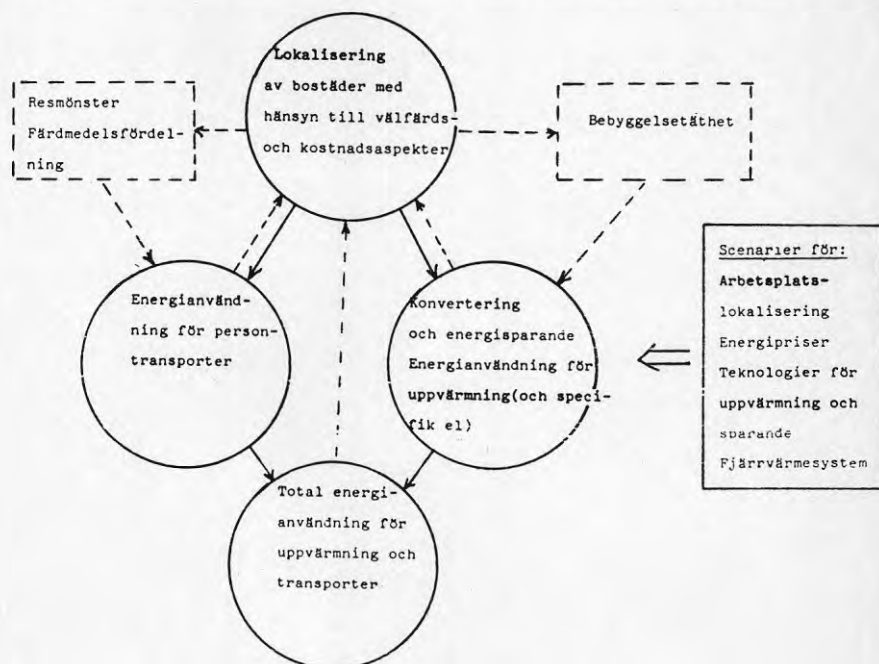 Lokalisering
av bostäder med
hänsyn till välfärds-
och kostnadsaspekter
Resmönster
Färdmedelsfördel-
ning
Bebyggelsetäthet
Energianvänd-
ning för person-
transporter
Konvertering
och energisparande
Energianvändning för
uppvärmning(och speci-
fik el)
Scenarier för:
Arbetsplats-
lokalisering
Energipriser
Teknologier för
uppvärmning och
sparande
Fjärrvärmesystem
Total energi-
användning för
uppvärmning och
transporter